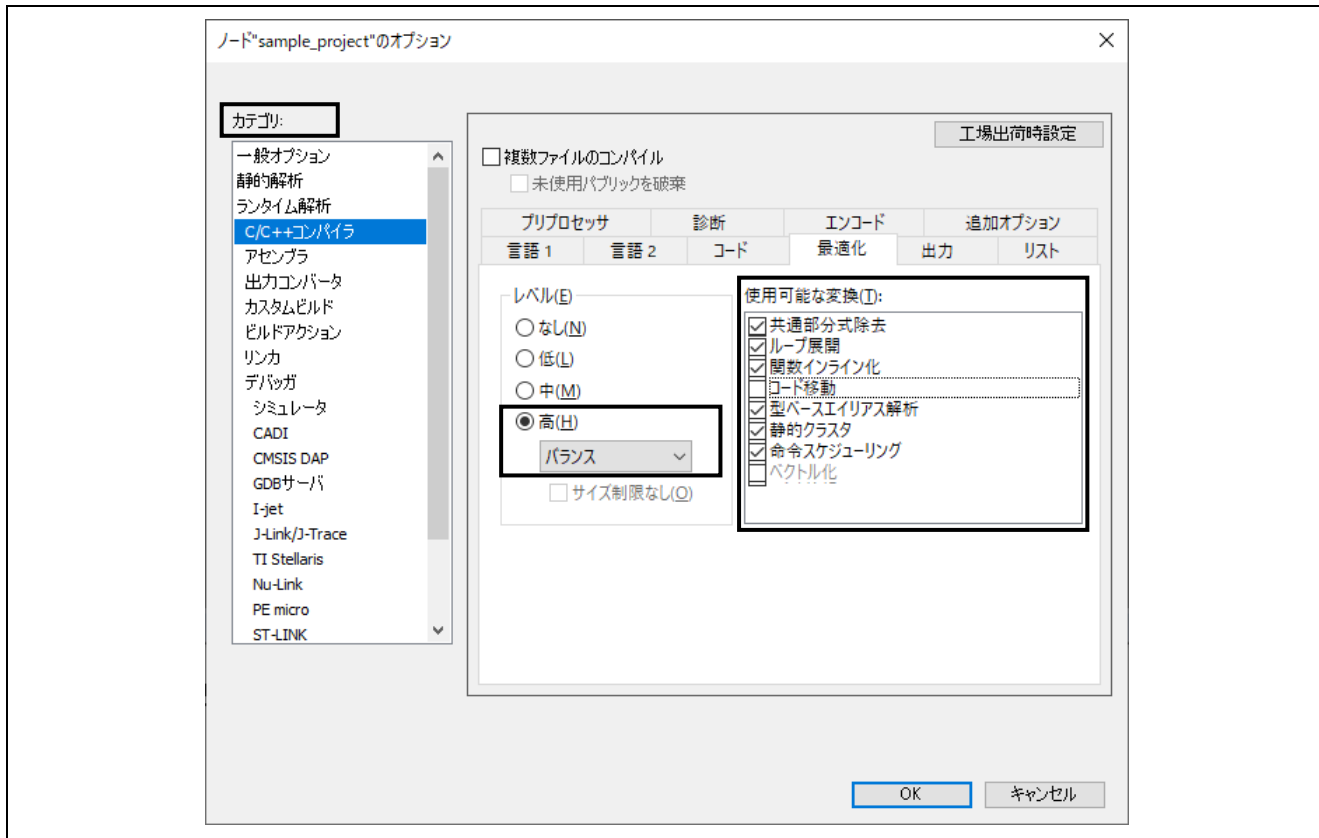 ノード"sample_project"のオプション
カテゴリ:
一般オプション
静的解析
ランタイム解析
C/C++コンパイラ
アセンブラ
出力コンバータ
カスタムビルド
ビルドアクション
リンカ
デバッガ
シミュレータ
CADI
CMSIS DAP
GDBサーバ
I-jet
J-Link/J-Trace
TI Stellaris
Nu-Link
PE micro
ST-LINK
工場出荷時設定
複数ファイルのコンパイル
未使用パブリックを破棄
プリプロセッサ 診断 エンコード 追加オプション
言語 1 言語 2 コード 最適化 出力 リスト
レベル(E)
なし(N)
低(L)
中(M)
高(H)
バランス
サイズ制限なし(O)
使用可能な変換(T):
共通部分式除去
ループ展開
関数インライン化
コード移動
型ベースエイリアス解析
静的クラスタ
命令スケジューリング
ベクトル化
OK キャンセル